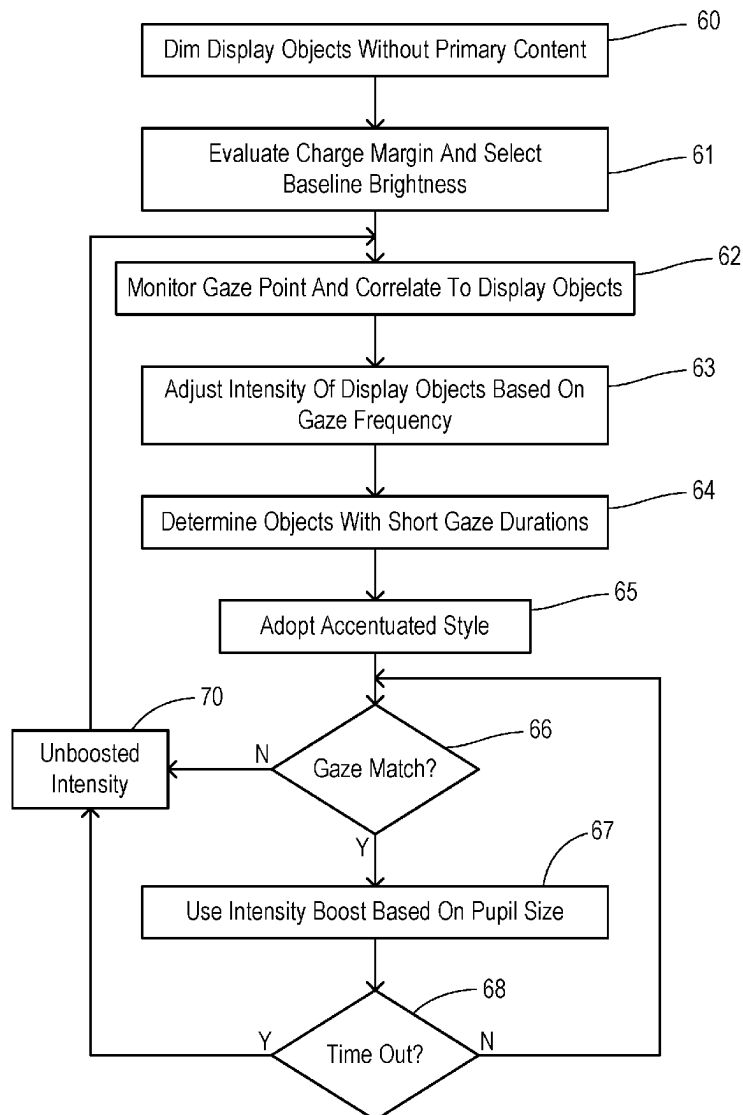 60
Dim Display Objects Without Primary Content
61
Evaluate Charge Margin And Select
Baseline Brightness
62
Monitor Gaze Point And Correlate To Display Objects
63
Adjust Intensity Of Display Objects Based On
Gaze Frequency
64
Determine Objects With Short Gaze Durations
65
Adopt Accentuated Style
70
Unboosted
Intensity
N
66
Gaze Match?
Y
67
Use Intensity Boost Based On Pupil Size
68
Y
Time Out?
N